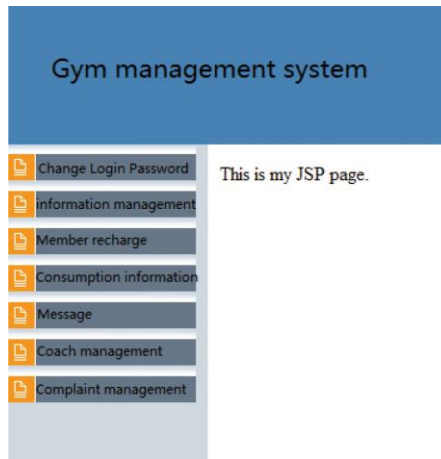 Gym management system
Change Login Password
This is my JSP page.
information management
Member recharge
Consumption information
Message
Coach management
Complaint management